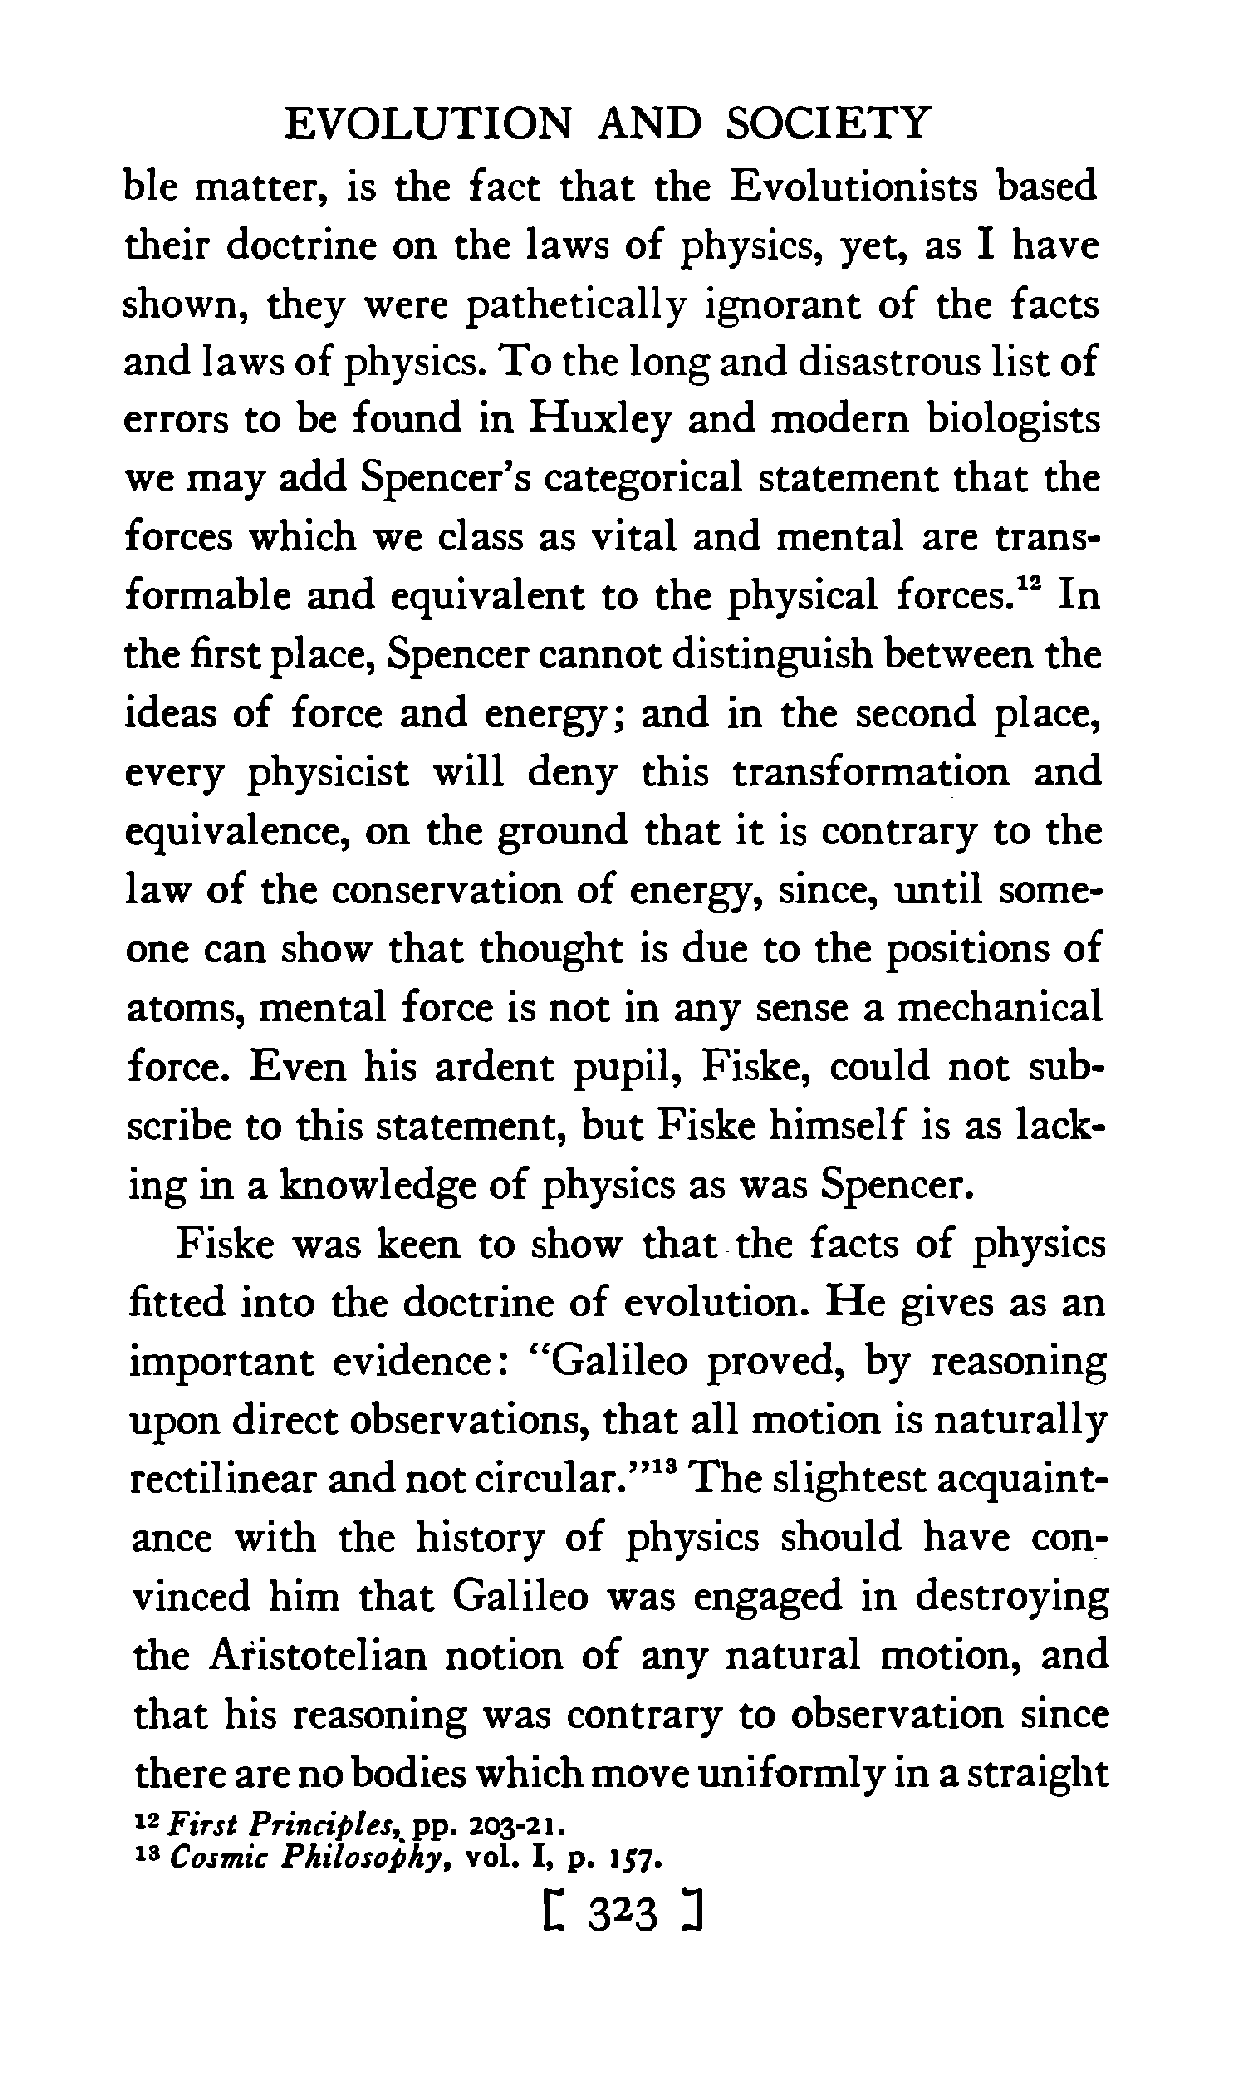 EVOLUTION AND SOCIETY
ble matter, is the fact that the Evolutionists based
their doctrine on the laws of physics, yet, as I have
shown, they were pathetically ignorant of the facts
and laws of physics. To the long and disastrous list of
errors to be found in Huxley and modern biologists
we may add Spencer's categorical statement that the
forces which we class as vital and mental are trans-
formable and equivalent to the physical forces.¹² In
the first place, Spencer cannot distinguish between the
ideas of force and energy; and in the second place,
every physicist will deny this transformation and
equivalence, on the ground that it is contrary to the
law of the conservation of energy, since, until some-
one can show that thought is due to the positions of
atoms, mental force is not in any sense a mechanical
force. Even his ardent pupil, Fiske, could not sub-
scribe to this statement, but Fiske himself is as lack-
ing in a knowledge of physics as was Spencer.
Fiske was keen to show that the facts of physics
fitted into the doctrine of evolution. He gives as an
important evidence: "Galileo proved, by reasoning
upon direct observations, that all motion is naturally
rectilinear and not circular."¹³ The slightest acquaint-
ance with the history of physics should have con-
vinced him that Galileo was engaged in destroying
the Aristotelian notion of any natural motion, and
that his reasoning was contrary to observation since
there are no bodies which move uniformly in a straight
¹² First Principles, pp. 203-21.
¹³ Cosmic Philosophy, vol. I, p. 157.
[ 323 ]